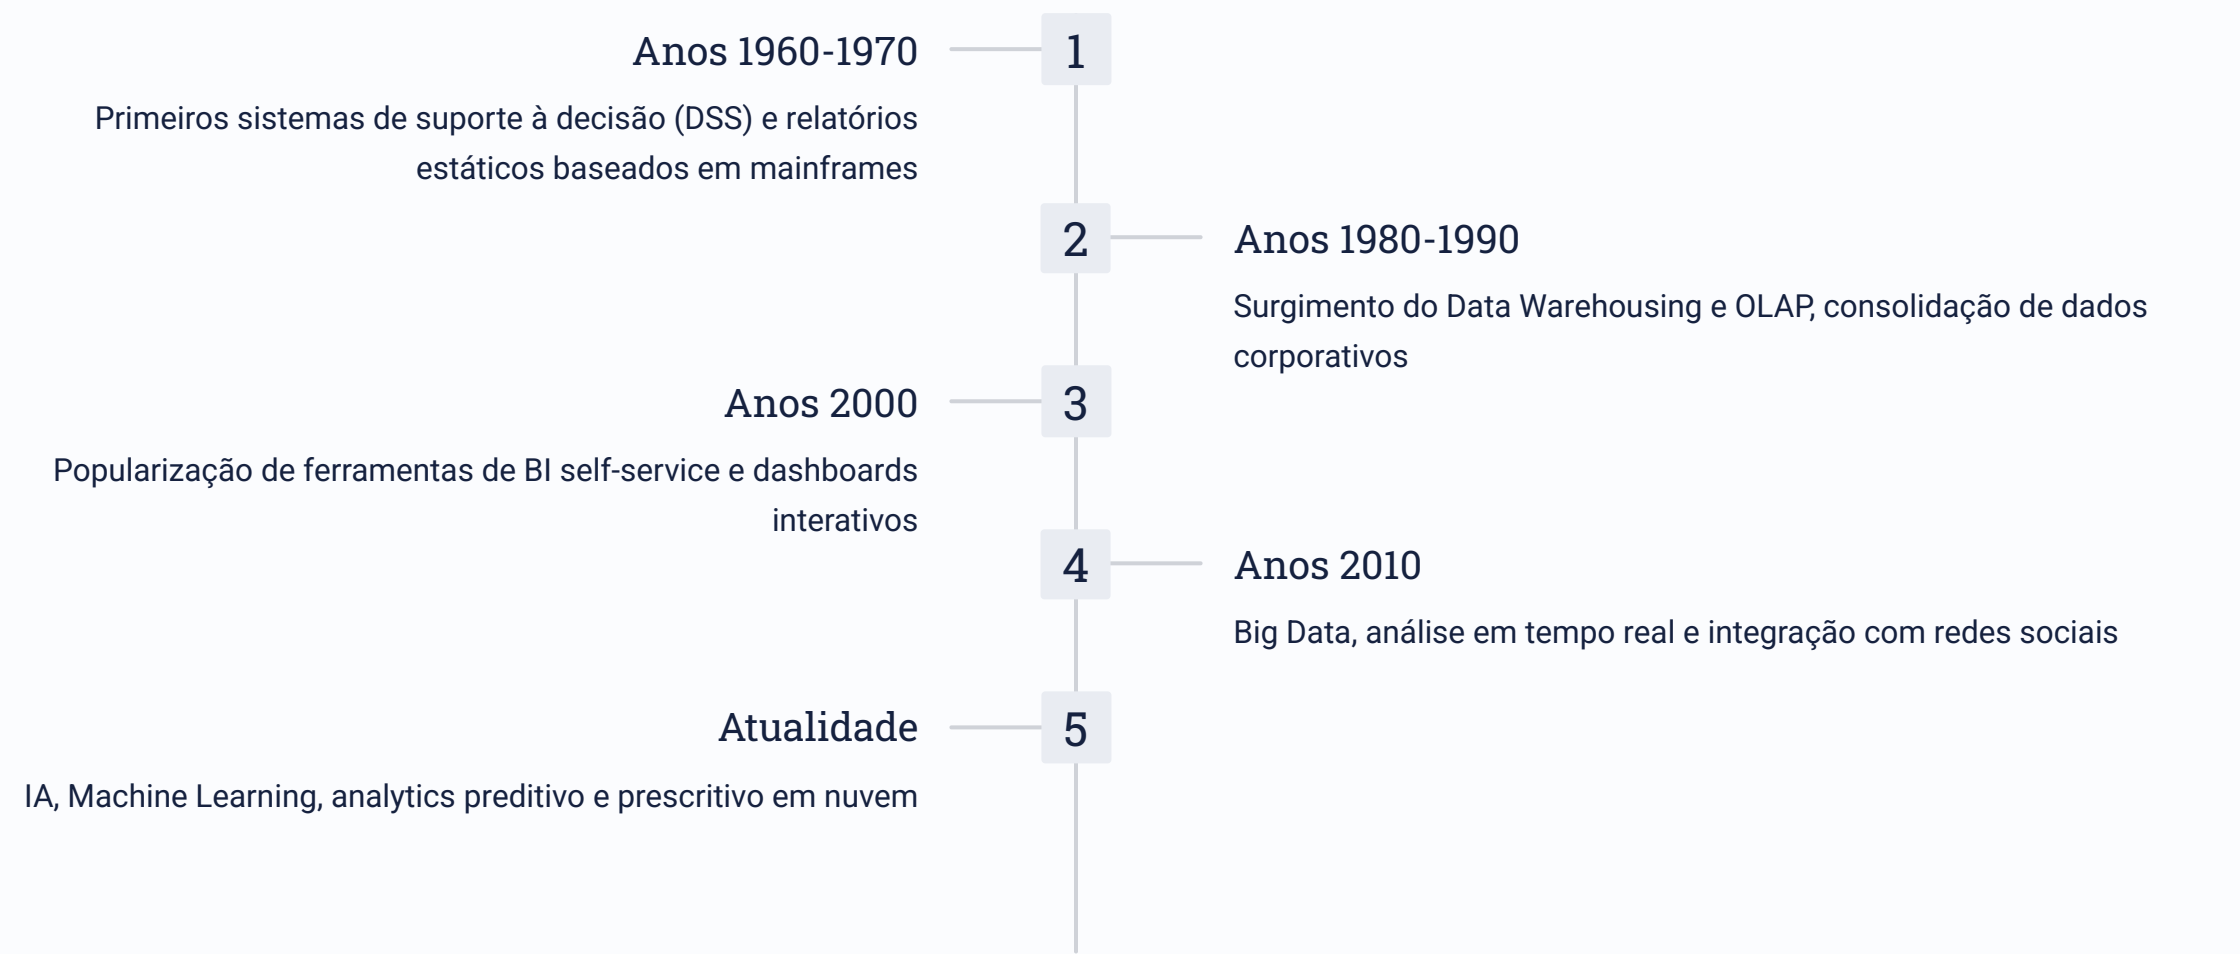 1
Anos 1960-1970
Primeiros sistemas de suporte à decisão (DSS) e relatórios
estáticos baseados em mainframes
2
Anos 1980-1990
Surgimento do Data Warehousing e OLAP, consolidação de dados
corporativos
3
Anos 2000
Popularização de ferramentas de BI self-service e dashboards
interativos
4
Anos 2010
Big Data, análise em tempo real e integração com redes sociais
5
Atualidade
IA, Machine Learning, analytics preditivo e prescritivo em nuvem